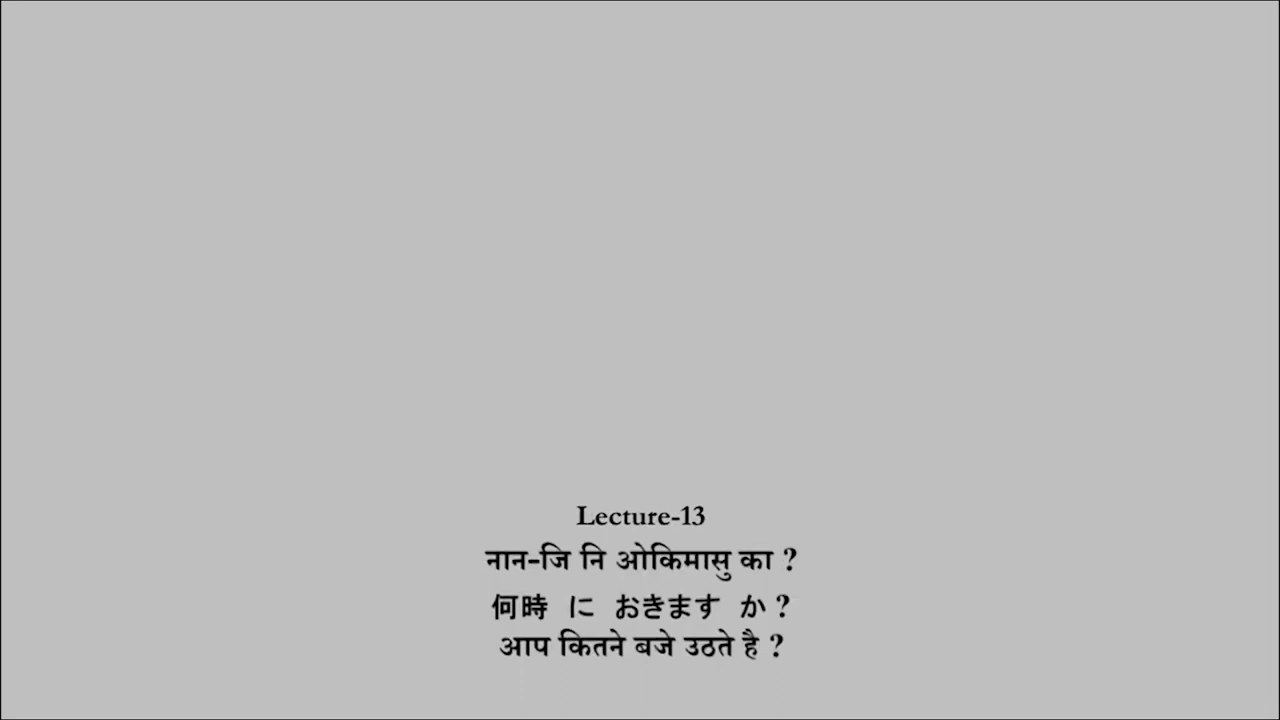 Lecture-13
नान-जि नि ओकिमासु का ?
何時 に おきます か ?
आप कितने बजे उठते है ?